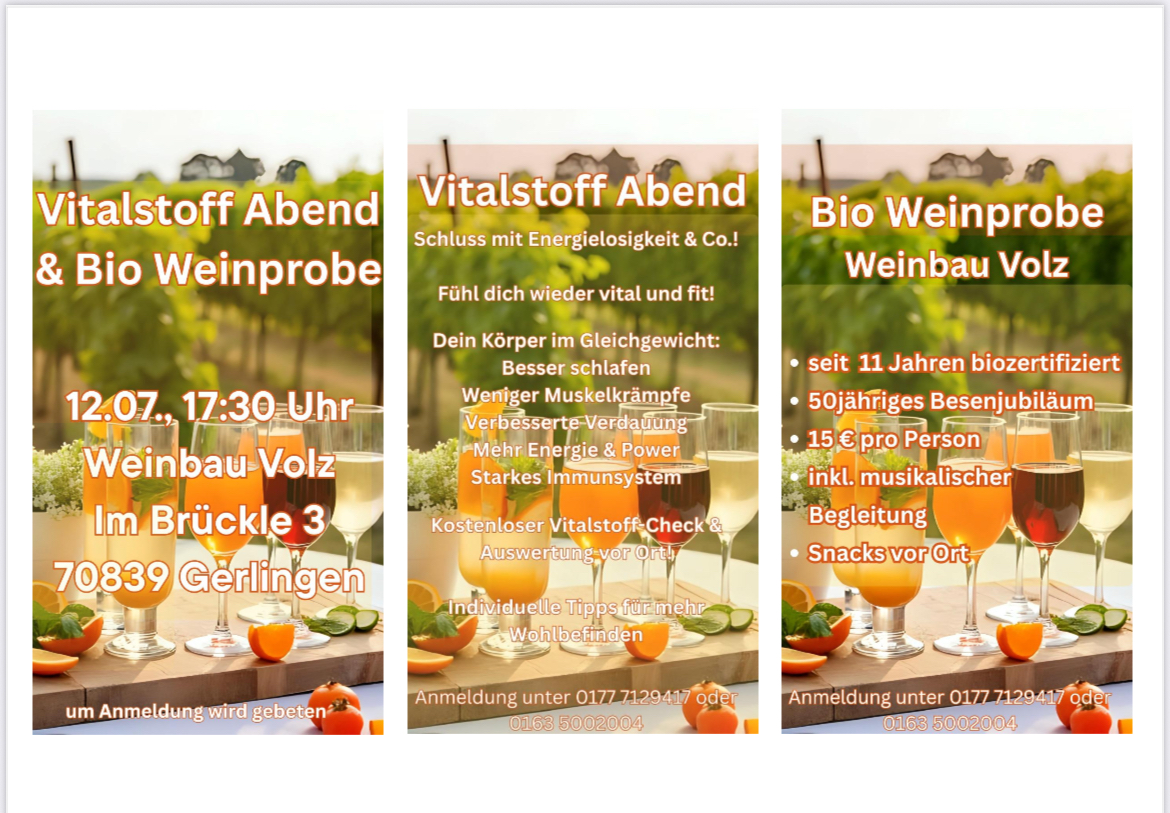 Vitalstoff Abend
& Bio Weinprobe
12.07., 17:30 Uhr
Weinbau Volz
Im Brückle 3
70839 Gerlingen
um Anmeldung wird gebeten
Vitalstoff Abend
Schluss mit Energielosigkeit & Co.!
Fühl dich wieder vital und fit!
Dein Körper im Gleichgewicht:
Besser schlafen
Weniger Muskelkrämpfe
Verbesserte Verdauung
Mehr Energie & Power
Starkes Immunsystem
Kostenloser Vitalstoff-Check &
Auswertung vor Ort!
Individuelle Tipps für mehr
Wohlbefinden
Anmeldung unter 0177 7129417 oder
0163 5002004
Bio Weinprobe
Weinbau Volz
• seit 11 Jahren biozertifiziert
• 50jähriges Besenjubiläum
• 15 € pro Person
• inkl. musikalischer
Begleitung
• Snacks vor Ort
Anmeldung unter 0177 7129417 oder
0163 5002004